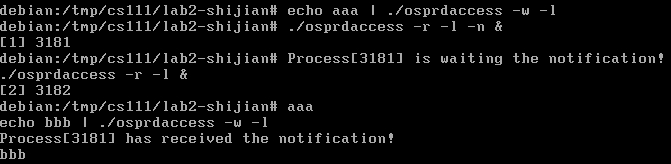 debian:/tmp/cs111/lab2-shijian# echo aaa | ./osprdaccess -w -l
debian:/tmp/cs111/lab2-shijian# ./osprdaccess -r -l -n &
[1] 3181
debian:/tmp/cs111/lab2-shijian# Process[3181] is waiting the notification!
./osprdaccess -r -l &
[2] 3182
debian:/tmp/cs111/lab2-shijian# aaa
echo bbb | ./osprdaccess -w -l
Process[3181] has received the notification!
bbb